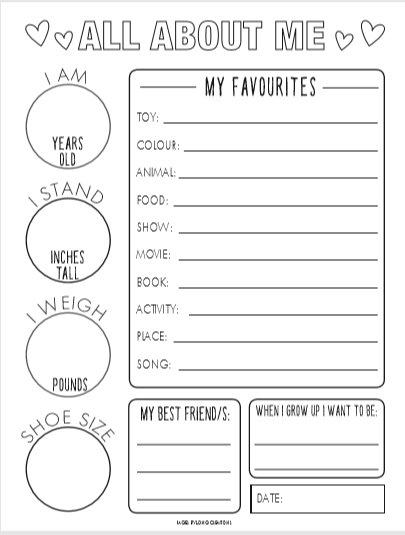 ALL ABOUT ME
I AM
YEARS
OLD
I STAND
INCHES
TALL
I WEIGH
POUNDS
SHOE SIZE
MY FAVOURITES
TOY:
COLOUR:
ANIMAL:
FOOD:
SHOW:
MOVIE:
BOOK:
ACTIVITY:
PLACE:
SONG:
MY BEST FRIEND/S:
WHEN I GROW UP I WANT TO BE:
DATE: